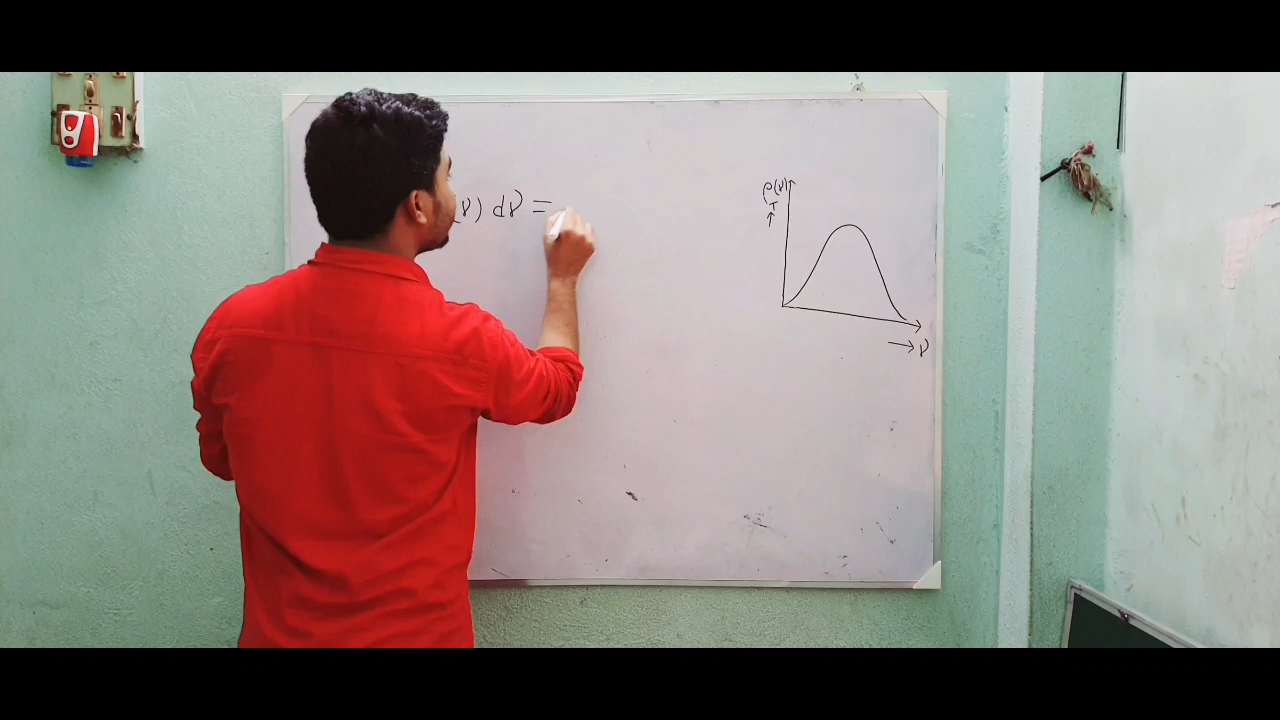 (ν) dν =
ρ(ν)
T
ν